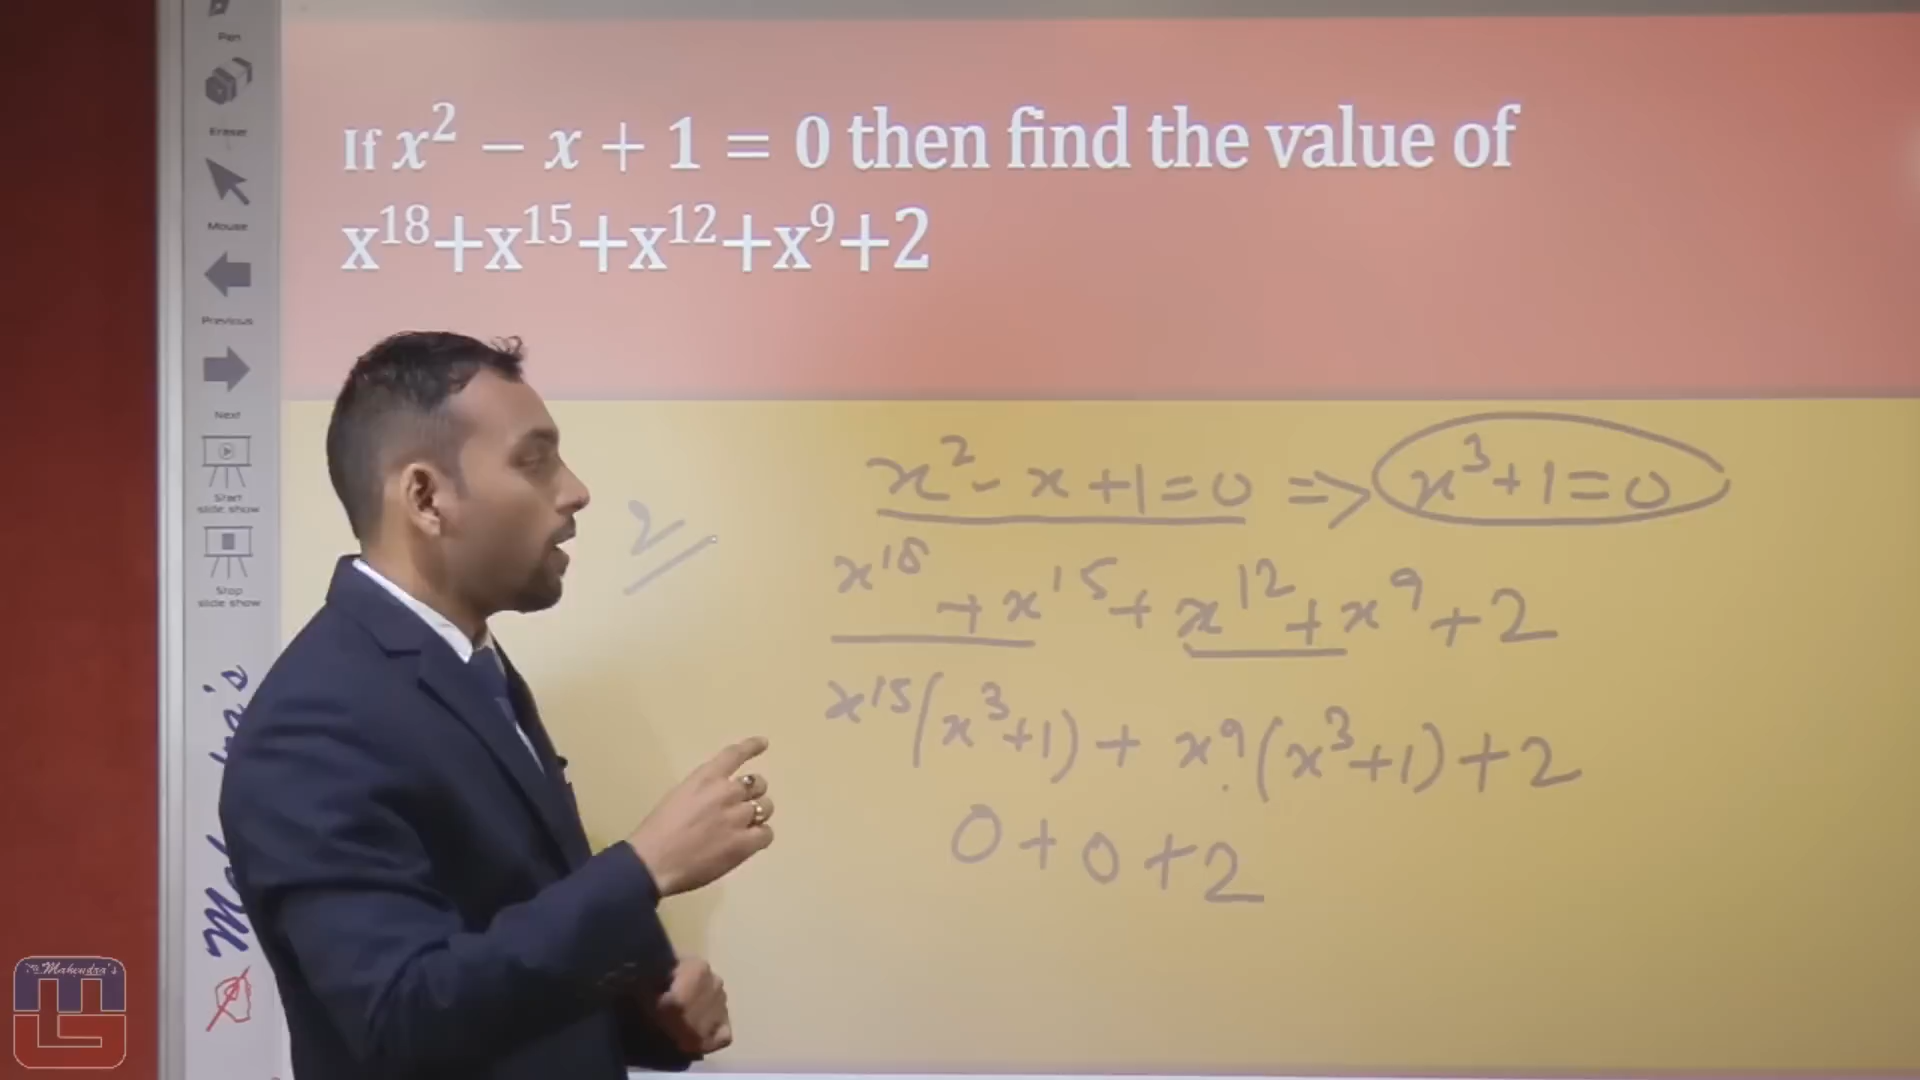 Pen
Eraser
Mouse
Previous
Next
Start
slide show
Stop
slide show
If x² − x + 1 = 0 then find the value of
x¹⁸+x¹⁵+x¹²+x⁹+2
x² - x + 1 = 0 => x³ + 1 = 0
2
x¹⁸ + x¹⁵ + x¹² + x⁹ + 2
x¹⁵(x³+1) + x⁹(x³+1) + 2
0 + 0 + 2
Mahendra's